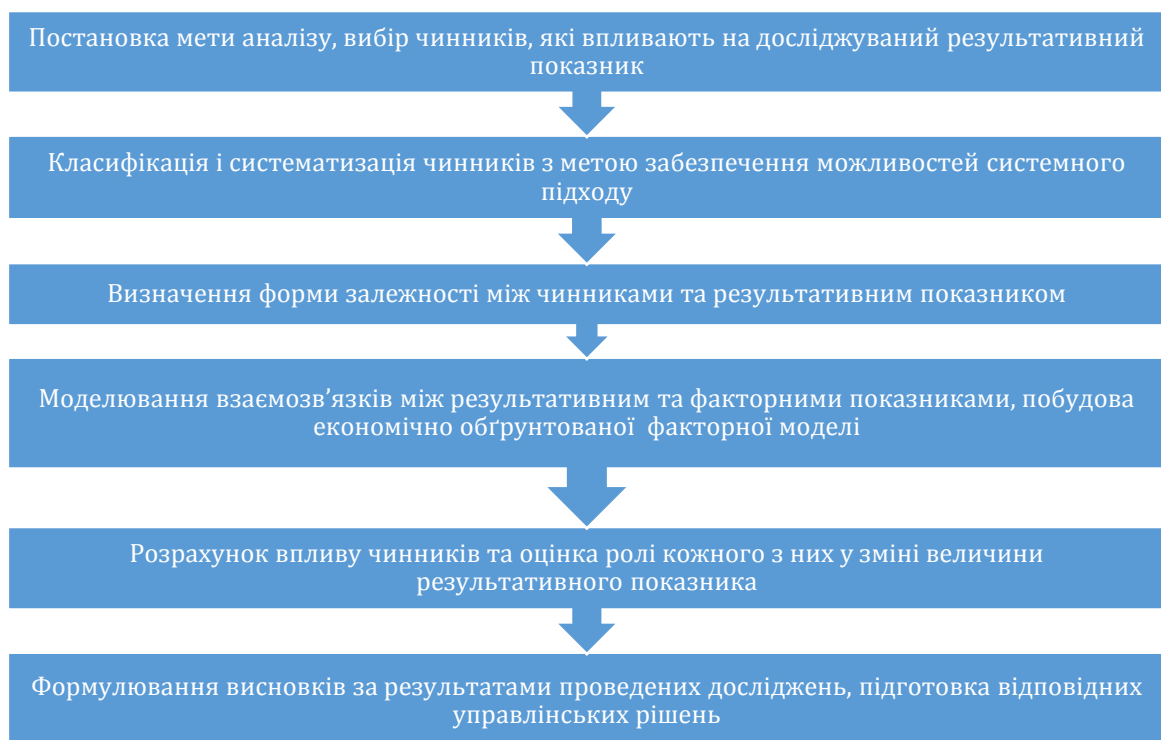 Постановка мети аналізу, вибір чинників, які впливають на досліджуваний результативний
показник
Класифікація і систематизація чинників з метою забезпечення можливостей системного
підходу
Визначення форми залежності між чинниками та результативним показником
Моделювання взаємозв’язків між результативним та факторними показниками, побудова
економічно обґрунтованої факторної моделі
Розрахунок впливу чинників та оцінка ролі кожного з них у зміні величини
результативного показника
Формулювання висновків за результатами проведених досліджень, підготовка відповідних
управлінських рішень